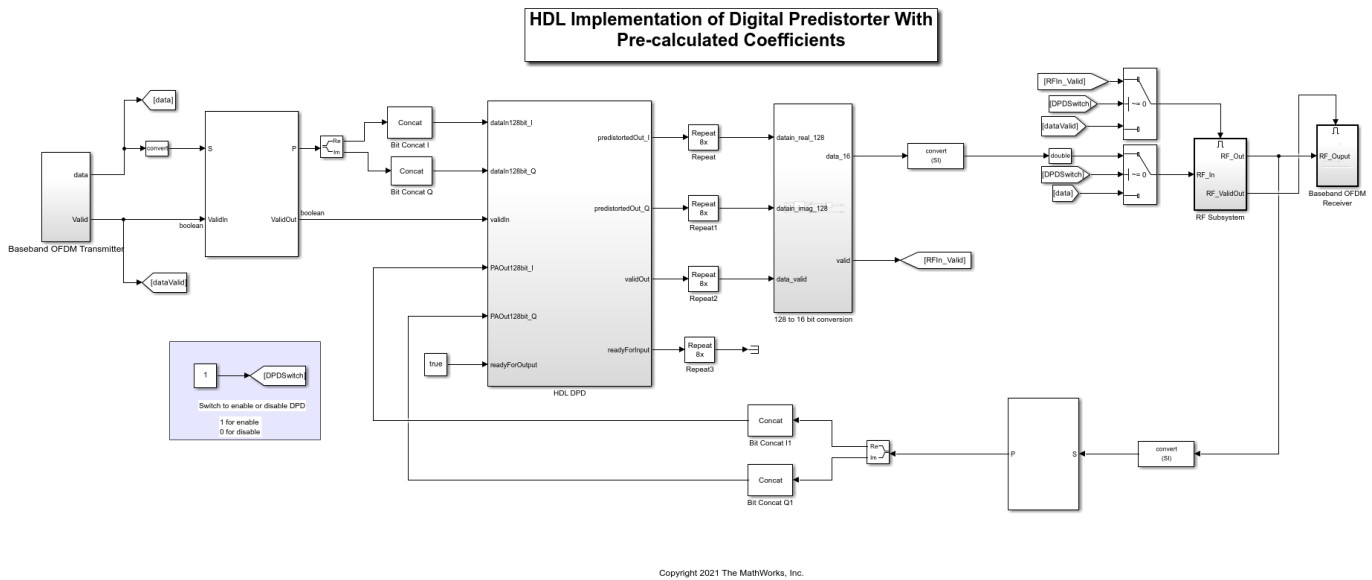 HDL Implementation of Digital Predistorter With
Pre-calculated Coefficients
[data]
convert
data
Valid
Baseband OFDM Transmitter
boolean
[dataValid]
S
P
ValidIn
ValidOut
boolean
Re
Im
Concat
Bit Concat I
Concat
Bit Concat Q
dataIn128bit_I
dataIn128bit_Q
validIn
PAOut128bit_I
PAOut128bit_Q
readyForOutput
predistortedOut_I
predistortedOut_Q
validOut
readyForInput
HDL DPD
true
Repeat
8x
Repeat
Repeat
8x
Repeat1
Repeat
8x
Repeat2
Repeat
8x
Repeat3
datain_real_128
datain_imag_128
data_valid
data_16
valid
128 to 16 bit conversion
convert
(SI)
[RFIn_Valid]
[RFIn_Valid]
[DPDSwitch]
[dataValid]
~= 0
double
[DPDSwitch]
[data]
~= 0
RF_In
RF_Out
RF_ValidOut
RF Subsystem
RF_Ouput
Baseband OFDM
Receiver
1
[DPDSwitch]
Switch to enable or disable DPD
1 for enable
0 for disable
Concat
Bit Concat I1
Concat
Bit Concat Q1
Re
Im
P
S
convert
(SI)
Copyright 2021 The MathWorks, Inc.